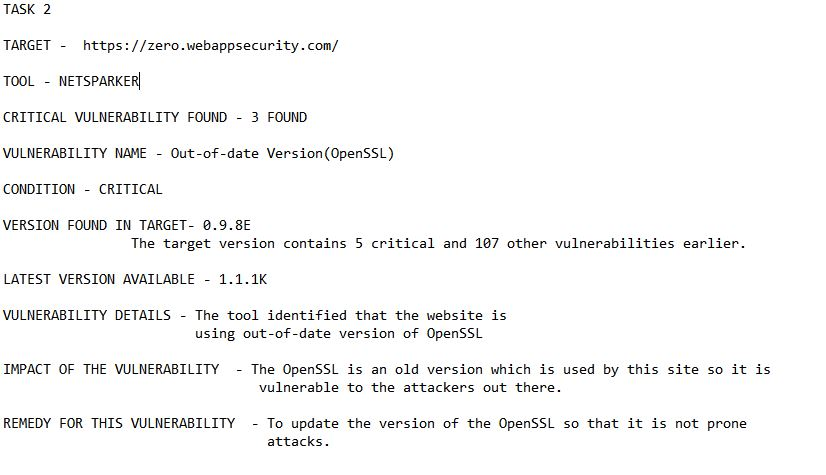 TASK 2
TARGET -  https://zero.webappsecurity.com/
TOOL - NETSPARKER
CRITICAL VULNERABILITY FOUND - 3 FOUND
VULNERABILITY NAME - Out-of-date Version(OpenSSL)
CONDITION - CRITICAL
VERSION FOUND IN TARGET- 0.9.8E
The target version contains 5 critical and 107 other vulnerabilities earlier.
LATEST VERSION AVAILABLE - 1.1.1K
VULNERABILITY DETAILS - The tool identified that the website is
using out-of-date version of OpenSSL
IMPACT OF THE VULNERABILITY  - The OpenSSL is an old version which is used by this site so it is
vulnerable to the attackers out there.
REMEDY FOR THIS VULNERABILITY  - To update the version of the OpenSSL so that it is not prone
attacks.